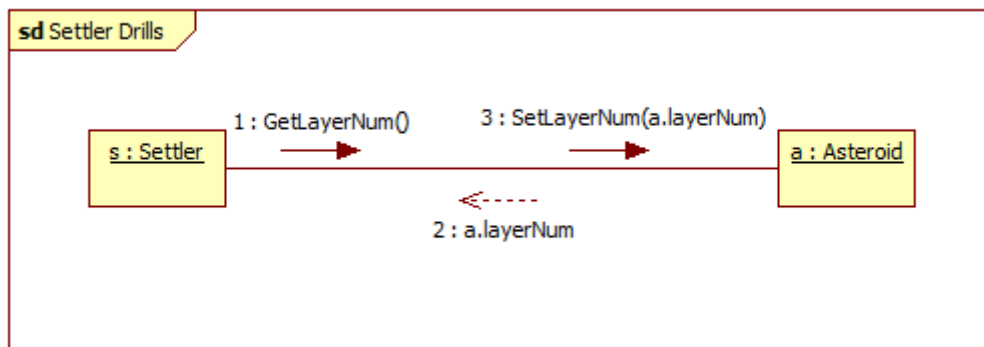 sd Settler Drills
1 : GetLayerNum()
3 : SetLayerNum(a.layerNum)
s : Settler
a : Asteroid
2 : a.layerNum